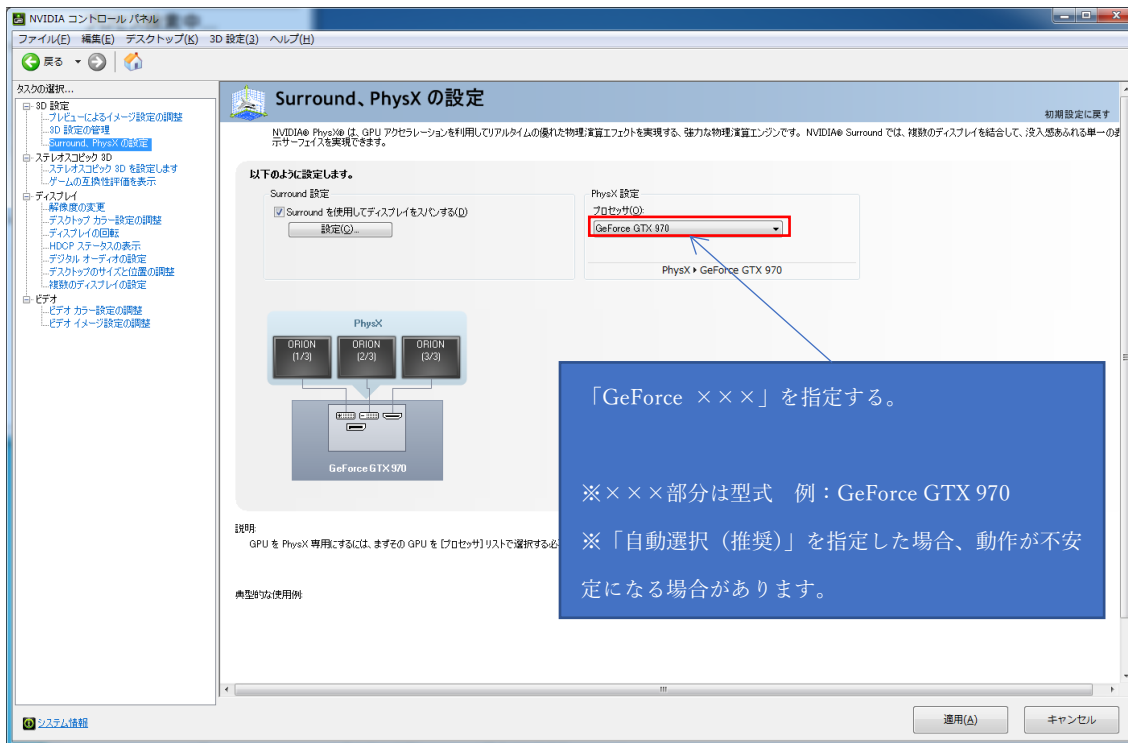 NVIDIA コントロール パネル
ファイル(F) 編集(E) デスクトップ(K) 3D 設定(3) ヘルプ(H)
戻る
タスクの選択...
3D 設定
プレビューによるイメージ設定の調整
3D 設定の管理
Surround、PhysX の設定
ステレオスコピック 3D
ステレオスコピック 3D を設定します
ゲームの互換性評価を表示
ディスプレイ
解像度の変更
デスクトップ カラー設定の調整
ディスプレイの回転
HDCP ステータスの表示
デジタル オーディオの設定
デスクトップのサイズと位置の調整
複数のディスプレイの設定
ビデオ
ビデオ カラー設定の調整
ビデオ イメージ設定の調整
システム情報
Surround、PhysX の設定
初期設定に戻す
NVIDIA® PhysX® は、GPU アクセラレーションを利用してリアルタイムの優れた物理演算エフェクトを実現する、強力な物理演算エンジンです。 NVIDIA® Surround では、複数のディスプレイを結合して、没入感あふれる単一の表
示サーフェイスを実現できます。
以下のように設定します。
Surround 設定
Surround を使用してディスプレイをスパンする(D)
設定(C)...
PhysX 設定
プロセッサ(O):
GeForce GTX 970
PhysX ▸ GeForce GTX 970
PhysX
ORION (1/3)
ORION (2/3)
ORION (3/3)
GeForce GTX 970
「GeForce ×××」を指定する。
※×××部分は型式　例：GeForce GTX 970
※「自動選択（推奨）」を指定した場合、動作が不安
定になる場合があります。
説明:
GPU を PhysX 専用にするには、まずその GPU を [プロセッサ] リストで選択する必
典型的な使用例:
適用(A)
キャンセル